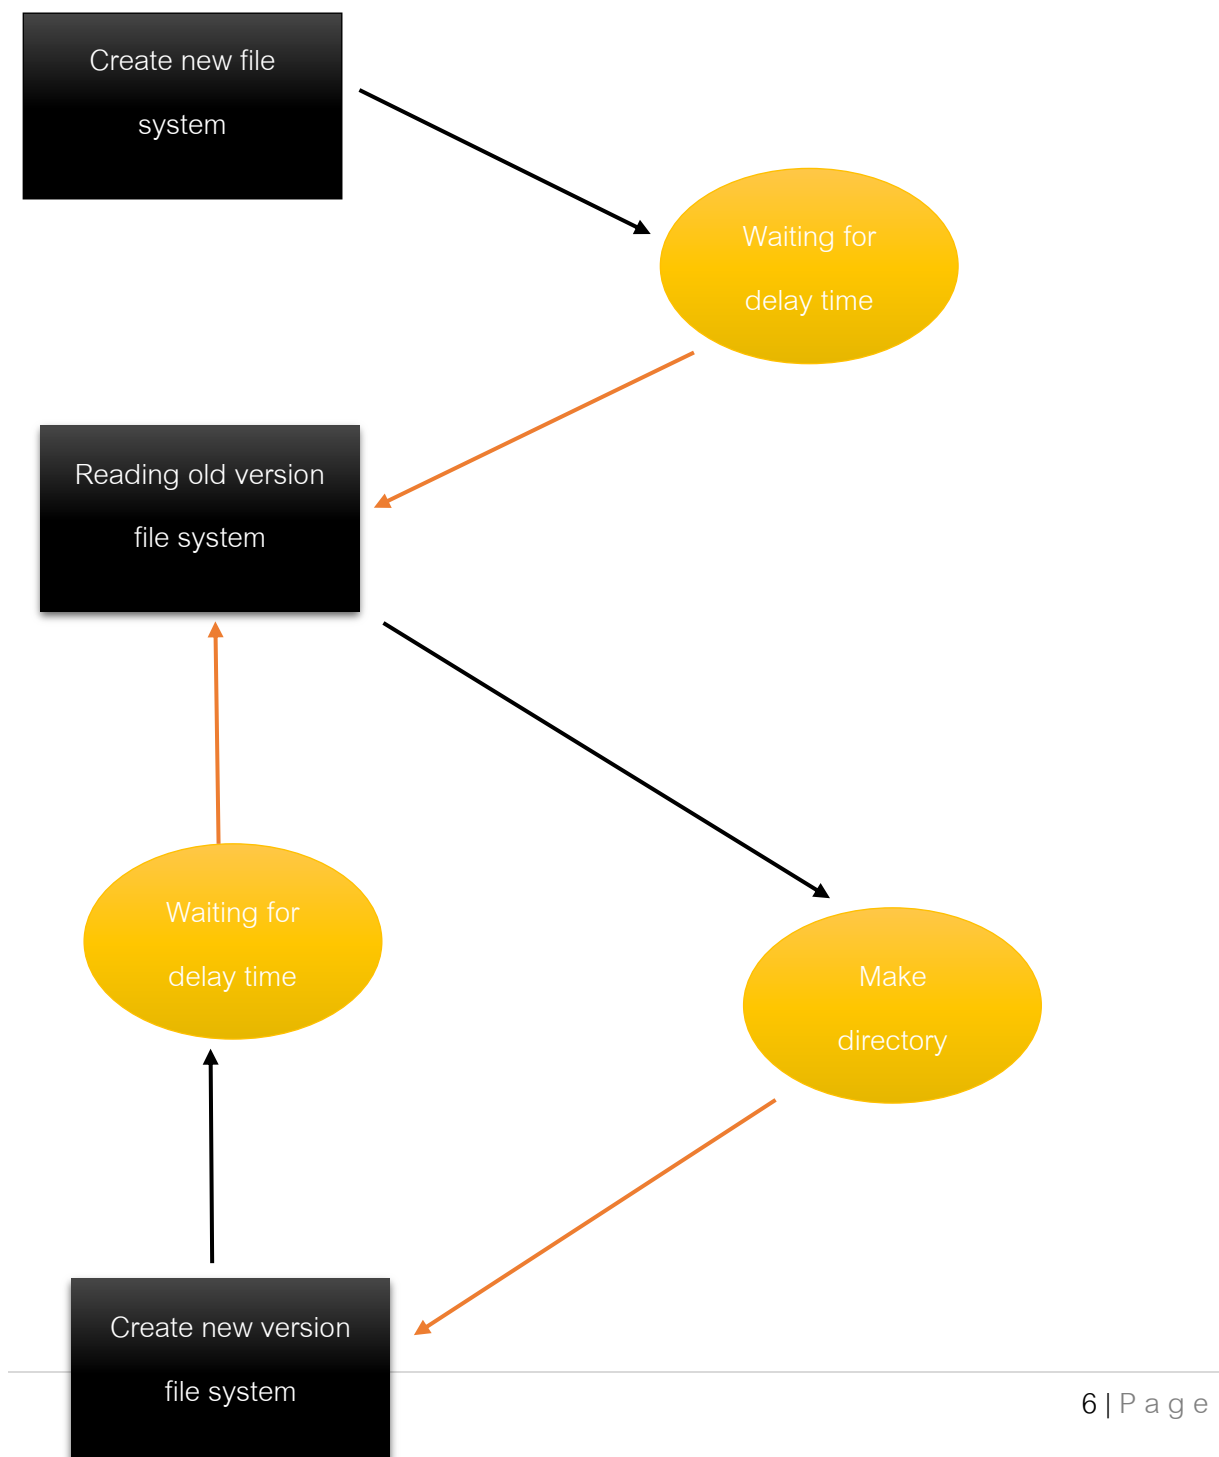 Create new file
system
Waiting for
delay time
Reading old version
file system
Waiting for
delay time
Make
directory
Create new version
file system
6 | P a g e